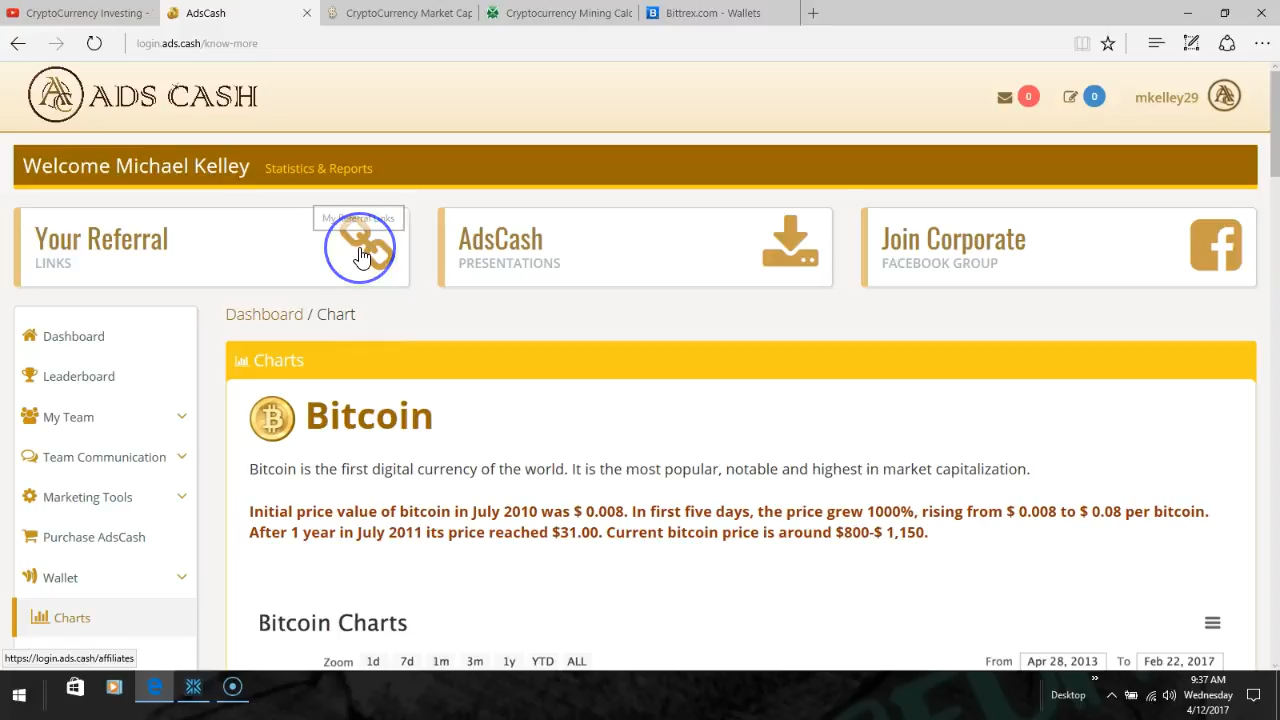 CryptoCurrency Investing -
AdsCash
CryptoCurrency Market Cap
Cryptocurrency Mining Calc
Bittrex.com - Wallets
login.ads.cash/know-more
ADS CASH
0
0
mkelley29
Welcome Michael Kelley
Statistics & Reports
My Referral Links
Your Referral
LINKS
AdsCash
PRESENTATIONS
Join Corporate
FACEBOOK GROUP
Dashboard
Leaderboard
My Team
Team Communication
Marketing Tools
Purchase AdsCash
Wallet
Charts
Dashboard / Chart
Charts
Bitcoin
Bitcoin is the first digital currency of the world. It is the most popular, notable and highest in market capitalization.
Initial price value of bitcoin in July 2010 was $ 0.008. In first five days, the price grew 1000%, rising from $ 0.008 to $ 0.08 per bitcoin.
After 1 year in July 2011 its price reached $31.00. Current bitcoin price is around $800-$ 1,150.
Bitcoin Charts
Zoom 1d 7d 1m 3m 1y YTD ALL
From Apr 28, 2013 To Feb 22, 2017
https://login.ads.cash/affiliates
Desktop
9:37 AM
Wednesday
4/12/2017